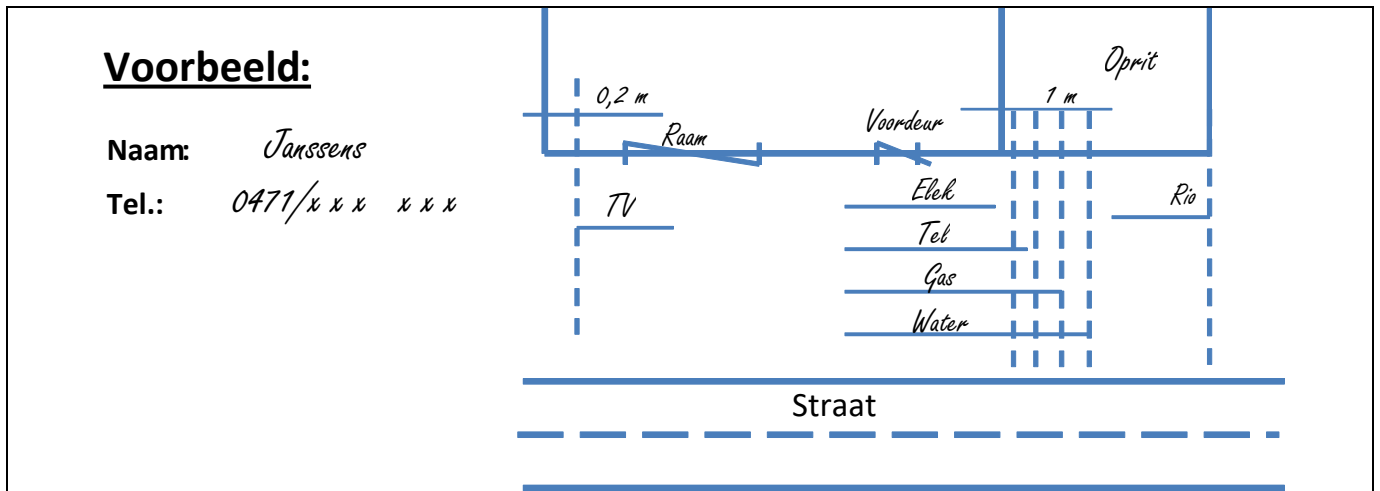 Voorbeeld:
Naam: Janssens
Tel.: 0471/x x x x x x
Oprit
0,2 m
1 m
Raam
Voordeur
TV
Elek
Rio
Tel
Gas
Water
Straat